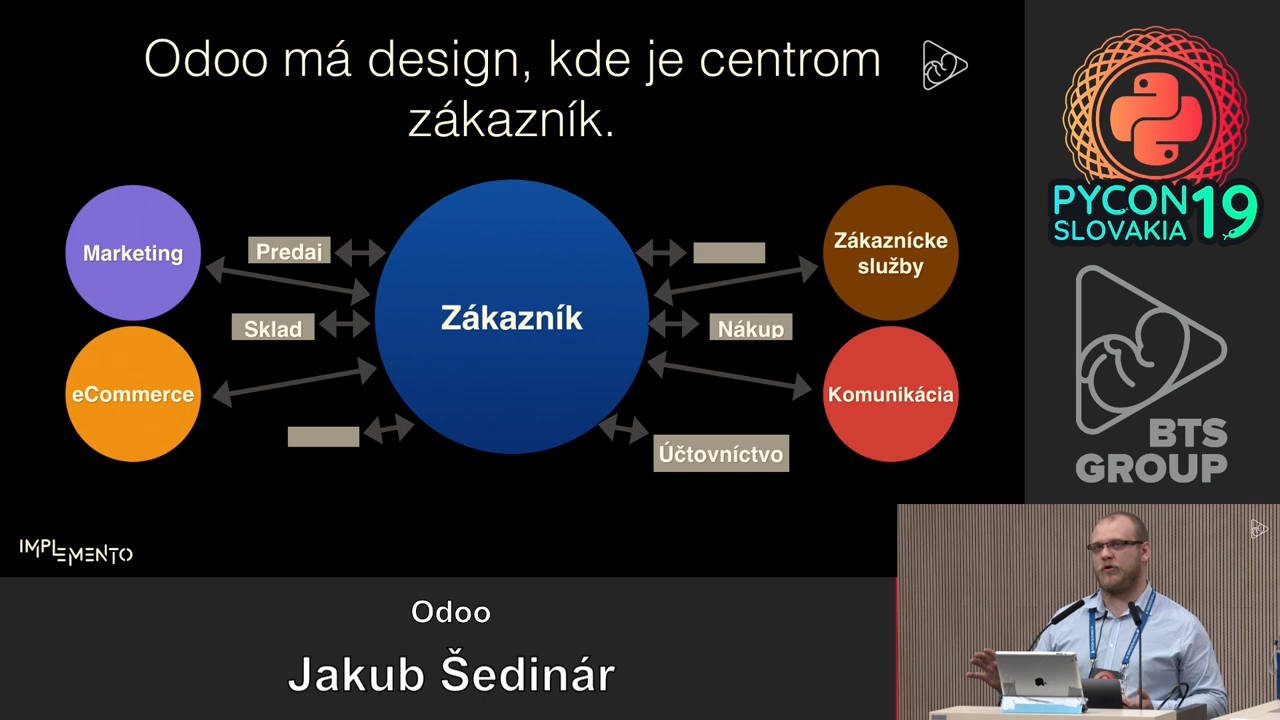 Odoo má design, kde je centrom
zákazník.
Marketing
Predaj
Zákaznícke
služby
Sklad
Zákazník
Nákup
eCommerce
Komunikácia
Účtovníctvo
IMPLEMENTO
PYCON 19
SLOVAKIA
BTS
GROUP
Odoo
Jakub Šedinár